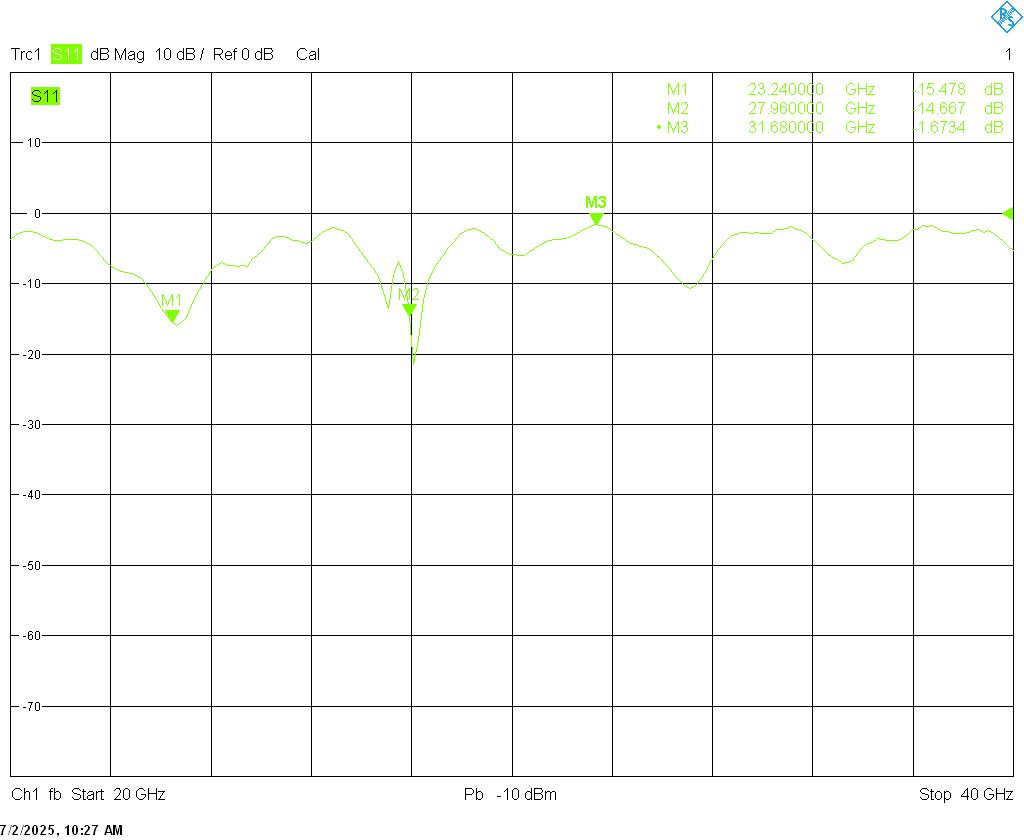 R&S
Trc1 S11 dB Mag 10 dB / Ref 0 dB Cal 1
S11
M1 23.240000 GHz -15.478 dB
M2 27.960000 GHz -14.667 dB
• M3 31.680000 GHz -1.6734 dB
10
M3
0
-10
M2
M1
-20
-30
-40
-50
-60
-70
Ch1 fb Start 20 GHz Pb -10 dBm Stop 40 GHz
7/2/2025, 10:27 AM